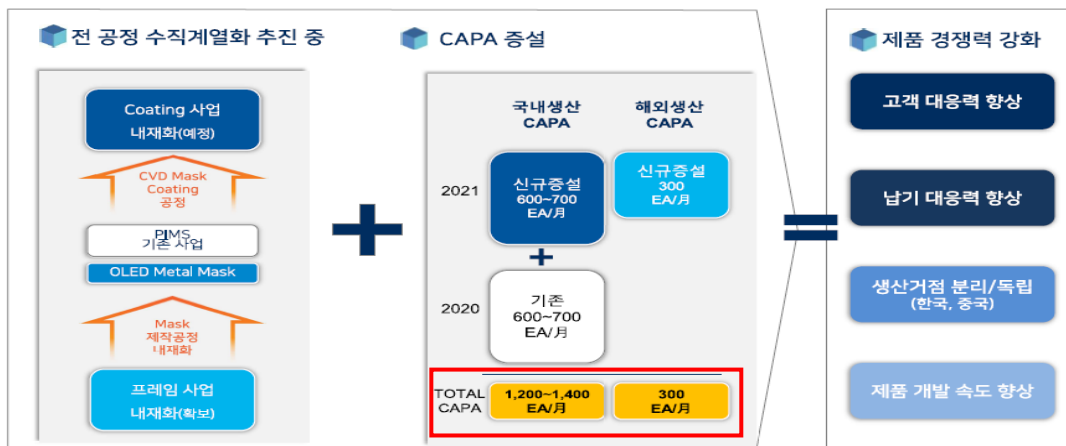 전 공정 수직계열화 추진 중
Coating 사업
내재화(예정)
CVD Mask
Coating
공정
PIMS
기존 사업
OLED Metal Mask
Mask
제작공정
내재화
프레임 사업
내재화(확보)
+
CAPA 증설
국내생산
CAPA
해외생산
CAPA
2021
신규증설
600~700
EA/月
신규증설
300
EA/月
+
2020
기존
600~700
EA/月
TOTAL
CAPA
1,200~1,400
EA/月
300
EA/月
=
제품 경쟁력 강화
고객 대응력 향상
납기 대응력 향상
생산거점 분리/독립
(한국, 중국)
제품 개발 속도 향상